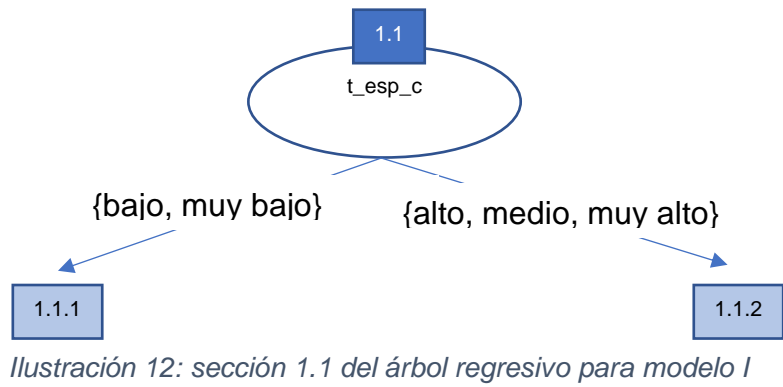 1.1
t_esp_c
{bajo, muy bajo}
{alto, medio, muy alto}
1.1.1
1.1.2
Ilustración 12: sección 1.1 del árbol regresivo para modelo I